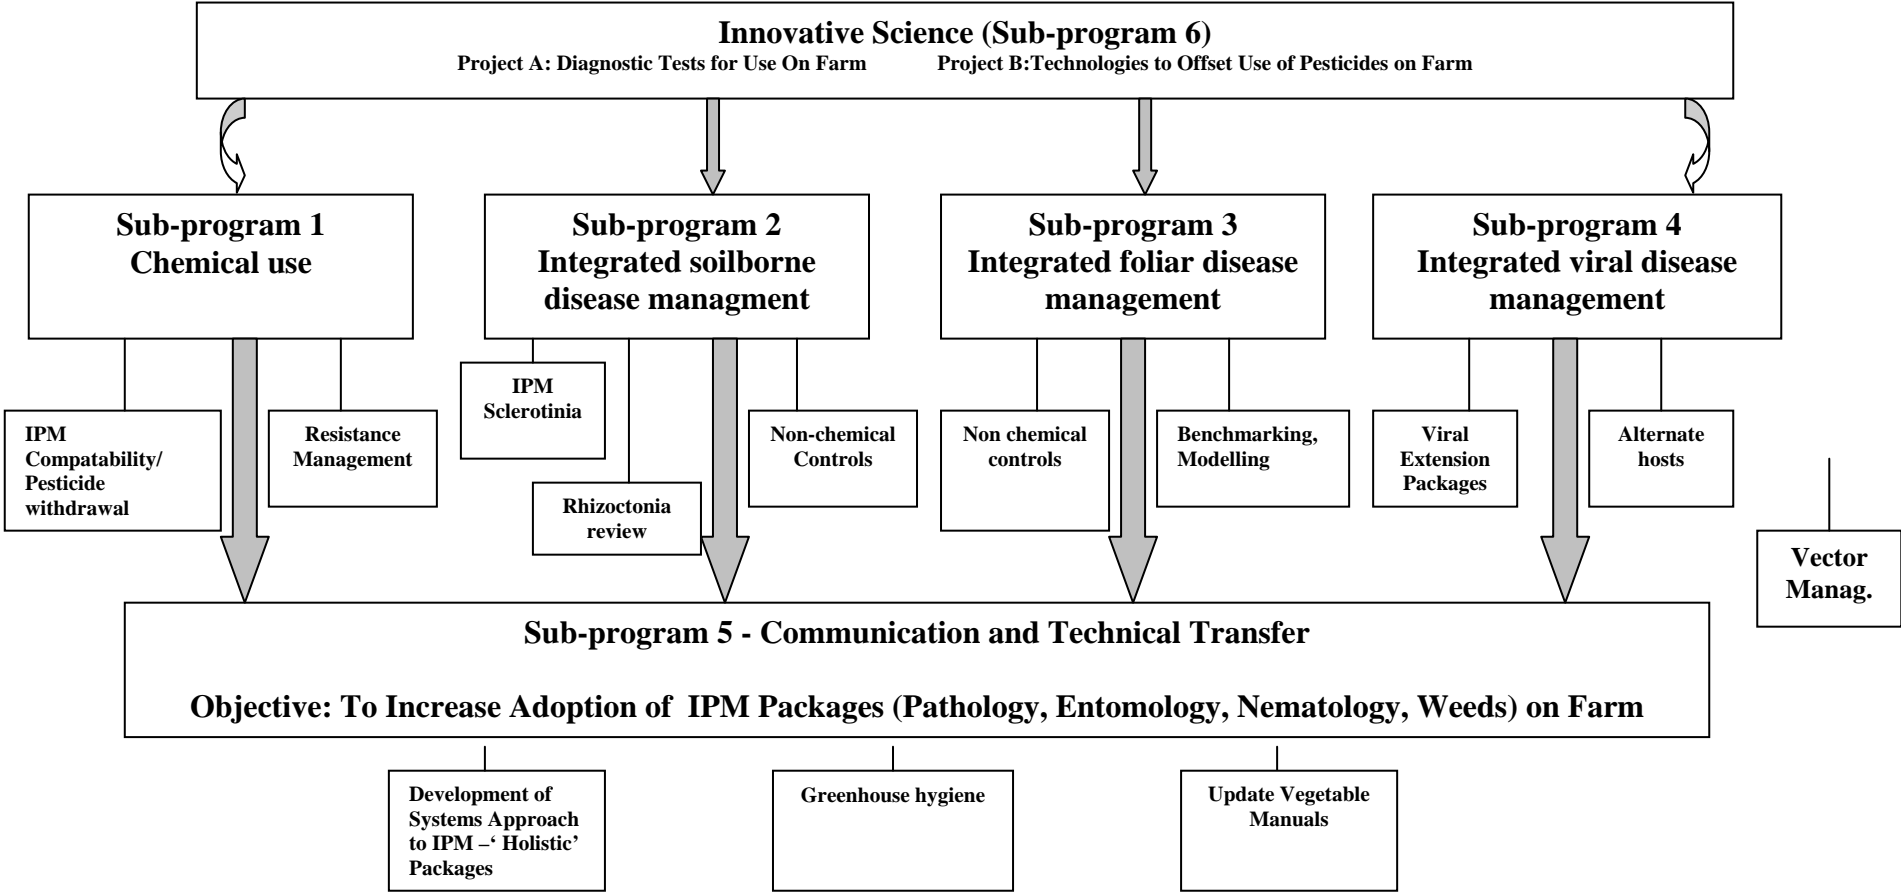 Innovative Science (Sub-program 6)
Project A: Diagnostic Tests for Use On Farm Project B:Technologies to Offset Use of Pesticides on Farm
Sub-program 1
Chemical use
Sub-program 2
Integrated soilborne
disease managment
Sub-program 3
Integrated foliar disease
management
Sub-program 4
Integrated viral disease
management
IPM
Compatability/
Pesticide
withdrawal
Resistance
Management
IPM
Sclerotinia
Rhizoctonia
review
Non-chemical
Controls
Non chemical
controls
Benchmarking,
Modelling
Viral
Extension
Packages
Alternate
hosts
Vector
Manag.
Sub-program 5 - Communication and Technical Transfer
Objective: To Increase Adoption of IPM Packages (Pathology, Entomology, Nematology, Weeds) on Farm
Development of
Systems Approach
to IPM –‘ Holistic’
Packages
Greenhouse hygiene
Update Vegetable
Manuals